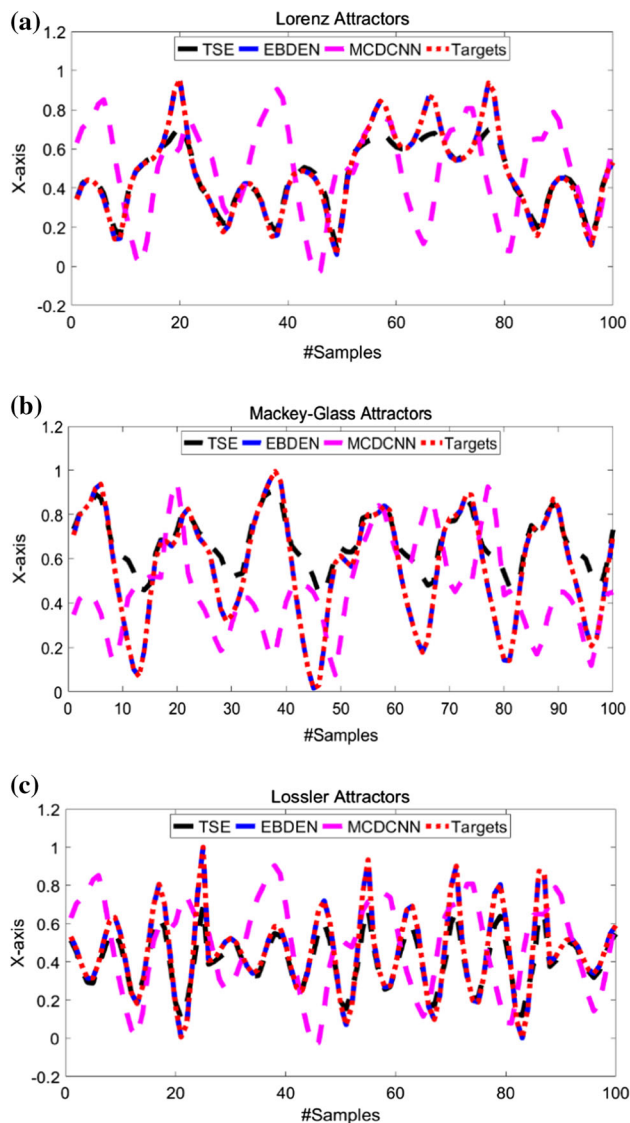 (a)
Lorenz Attractors
1.2
TSE EBDEN MCDCNN Targets
1
0.8
0.6
0.4
0.2
0
-0.2
X-axis
0 20 40 60 80 100
#Samples
(b)
Mackey-Glass Attractors
1.2
TSE EBDEN MCDCNN Targets
1
0.8
0.6
0.4
0.2
0
X-axis
0 10 20 30 40 50 60 70 80 90 100
#Samples
(c)
Lossler Attractors
1.2
TSE EBDEN MCDCNN Targets
1
0.8
0.6
0.4
0.2
0
-0.2
X-axis
0 20 40 60 80 100
#Samples